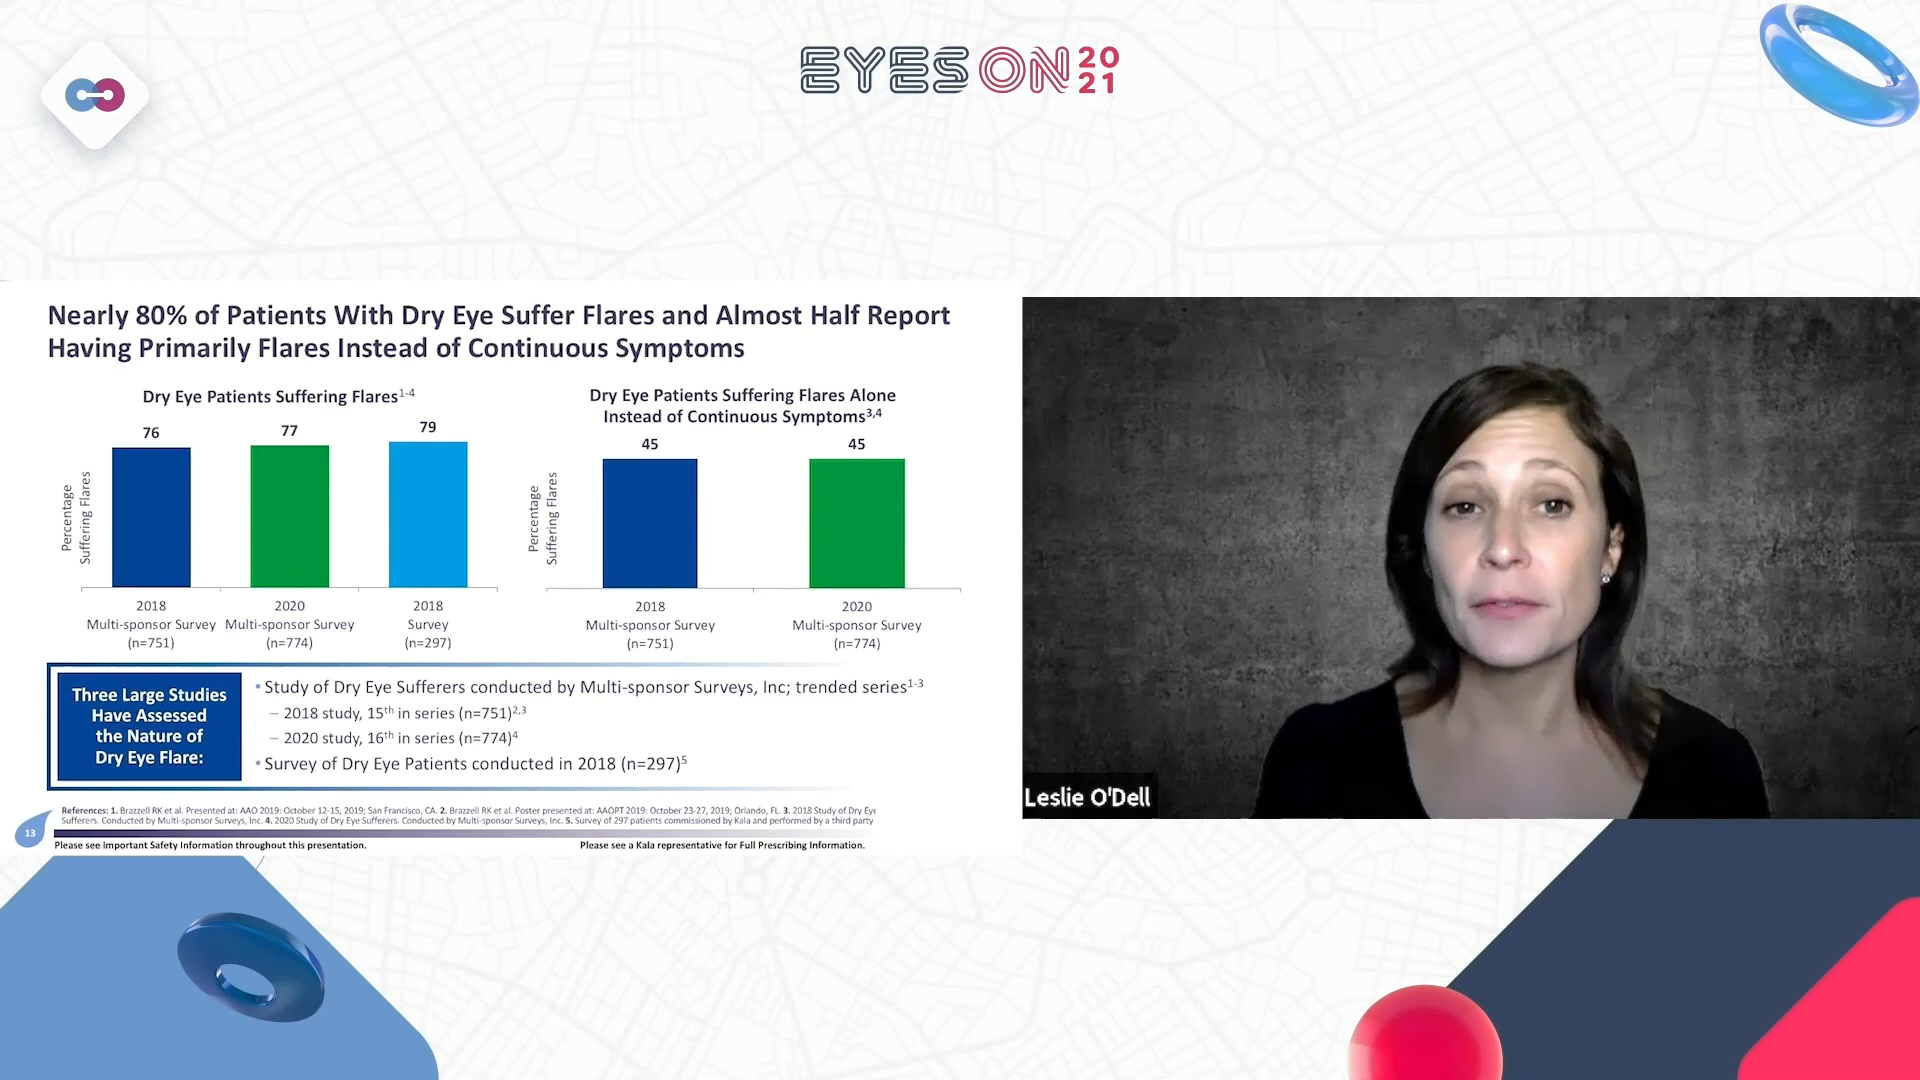 EYES ON 20
21
Nearly 80% of Patients With Dry Eye Suffer Flares and Almost Half Report
Having Primarily Flares Instead of Continuous Symptoms
Dry Eye Patients Suffering Flares1-4
76
77
79
Percentage
Suffering Flares
2018
Multi-sponsor Survey
(n=751)
2020
Multi-sponsor Survey
(n=774)
2018
Survey
(n=297)
Dry Eye Patients Suffering Flares Alone
Instead of Continuous Symptoms3,4
45
45
Percentage
Suffering Flares
2018
Multi-sponsor Survey
(n=751)
2020
Multi-sponsor Survey
(n=774)
Three Large Studies
Have Assessed
the Nature of
Dry Eye Flare:
• Study of Dry Eye Sufferers conducted by Multi-sponsor Surveys, Inc; trended series1-3
– 2018 study, 15th in series (n=751)2,3
– 2020 study, 16th in series (n=774)4
• Survey of Dry Eye Patients conducted in 2018 (n=297)5
References: 1. Brazzell RK et al. Presented at: AAO 2019: October 12-15, 2019; San Francisco, CA. 2. Brazzell RK et al. Poster presented at: AAOPT 2019: October 23-27, 2019; Orlando, FL. 3. 2018 Study of Dry Eye
Sufferers. Conducted by Multi-sponsor Surveys, Inc. 4. 2020 Study of Dry Eye Sufferers. Conducted by Multi-sponsor Surveys, Inc. 5. Survey of 297 patients commissioned by Kala and performed by a third party
13
Please see Important Safety Information throughout this presentation.
Please see a Kala representative for Full Prescribing Information.
Leslie O'Dell